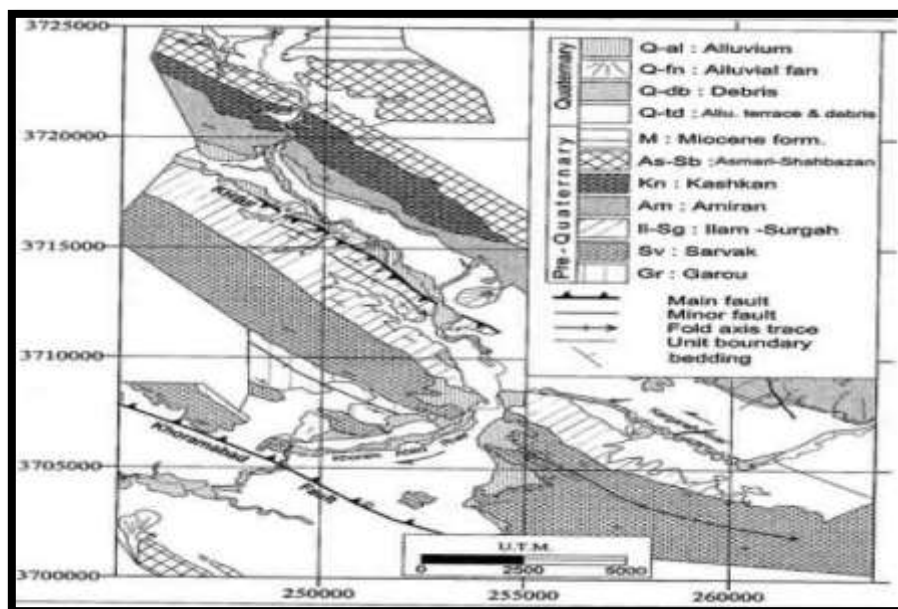 3725000
3720000
3715000
3710000
3705000
3700000
250000
255000
260000
Quaternary
Q-al : Alluvium
Q-fn : Alluvial fan
Q-db : Debris
Q-td : Allu. terrace & debris
Pre - Quaternary
M : Miocene form.
As-Sb : Asmari-Shahbazan
Kn : Kashkan
Am : Amiran
Il-Sg : Ilam -Surgah
Sv : Sarvak
Gr : Garou
Main fault
Minor fault
Fold axis trace
Unit boundary
bedding
Khoramabad
Fault
U.T.M.
0
2500
5000